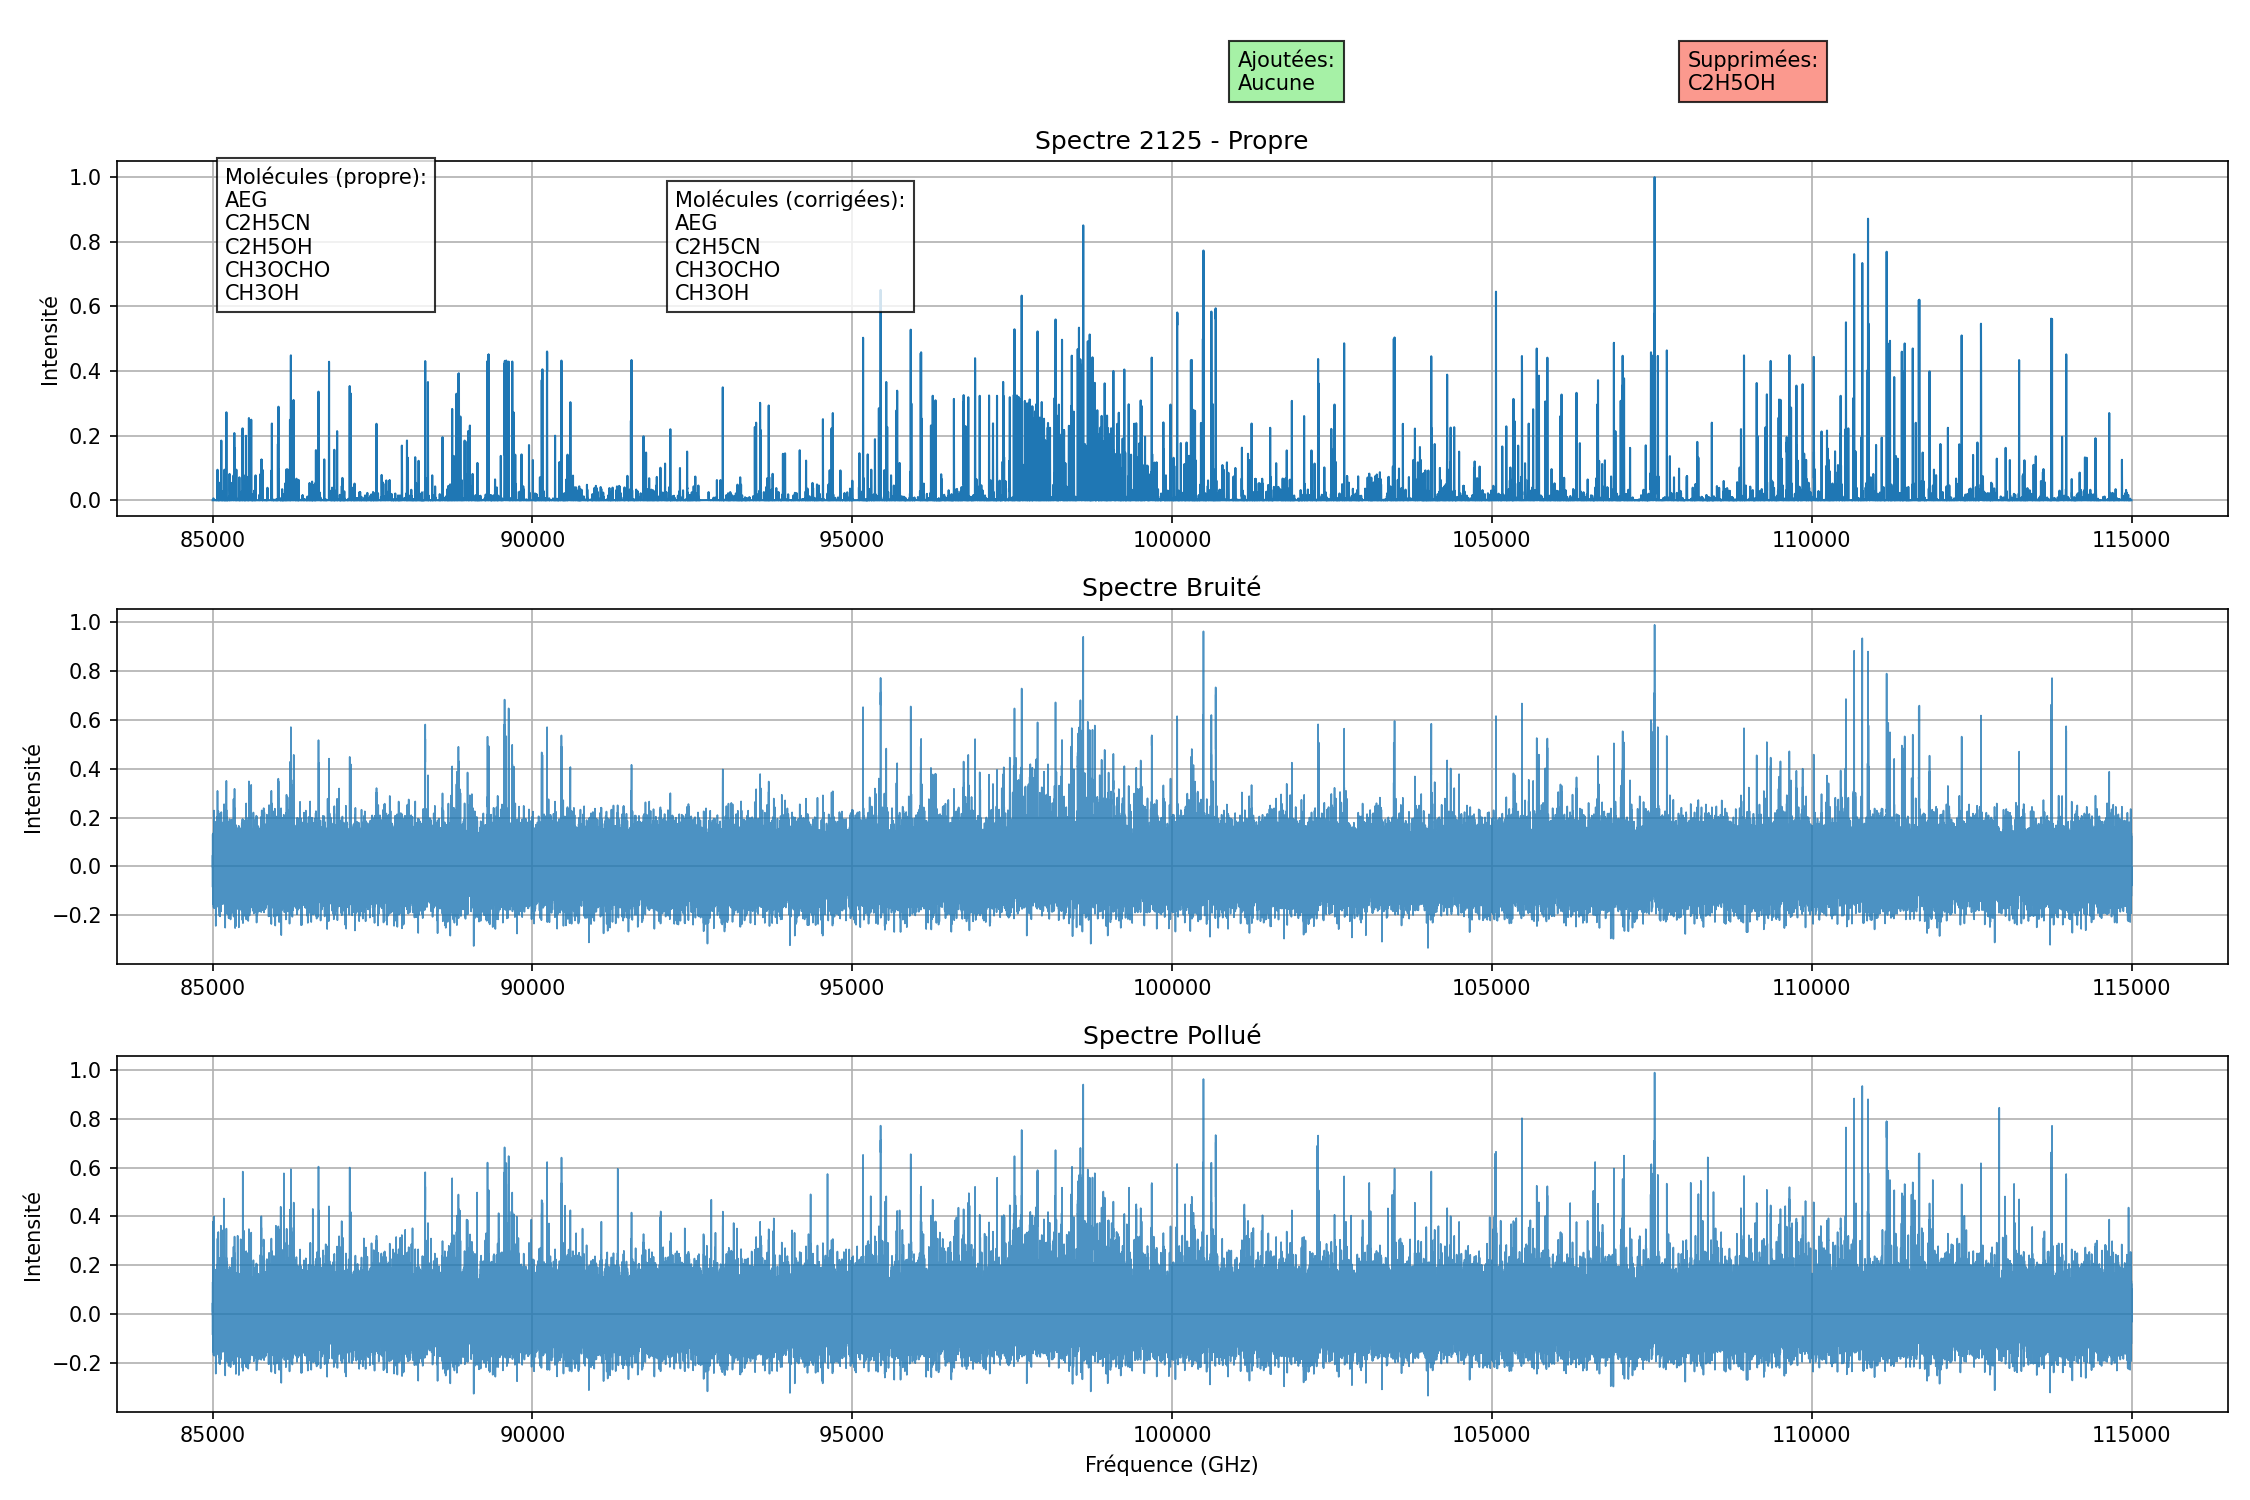 Ajoutées:
Aucune
Supprimées:
C2H5OH
Spectre 2125 - Propre
Molécules (propre):
AEG
C2H5CN
C2H5OH
CH3OCHO
CH3OH
Molécules (corrigées):
AEG
C2H5CN
CH3OCHO
CH3OH
Intensité
1.0
0.8
0.6
0.4
0.2
0.0
85000
90000
95000
100000
105000
110000
115000
Spectre Bruité
Intensité
1.0
0.8
0.6
0.4
0.2
0.0
−0.2
85000
90000
95000
100000
105000
110000
115000
Spectre Pollué
Intensité
1.0
0.8
0.6
0.4
0.2
0.0
−0.2
85000
90000
95000
100000
105000
110000
115000
Fréquence (GHz)